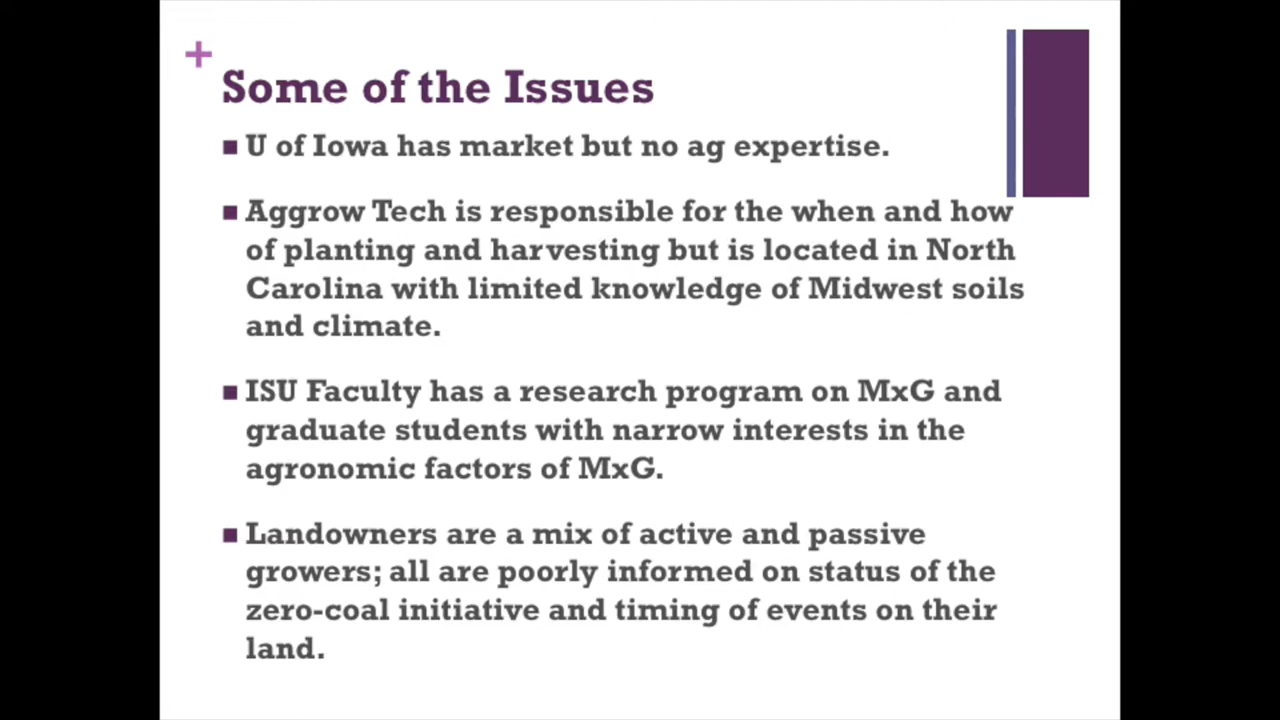 +
Some of the Issues
■ U of Iowa has market but no ag expertise.
■ Aggrow Tech is responsible for the when and how
of planting and harvesting but is located in North
Carolina with limited knowledge of Midwest soils
and climate.
■ ISU Faculty has a research program on MxG and
graduate students with narrow interests in the
agronomic factors of MxG.
■ Landowners are a mix of active and passive
growers; all are poorly informed on status of the
zero-coal initiative and timing of events on their
land.